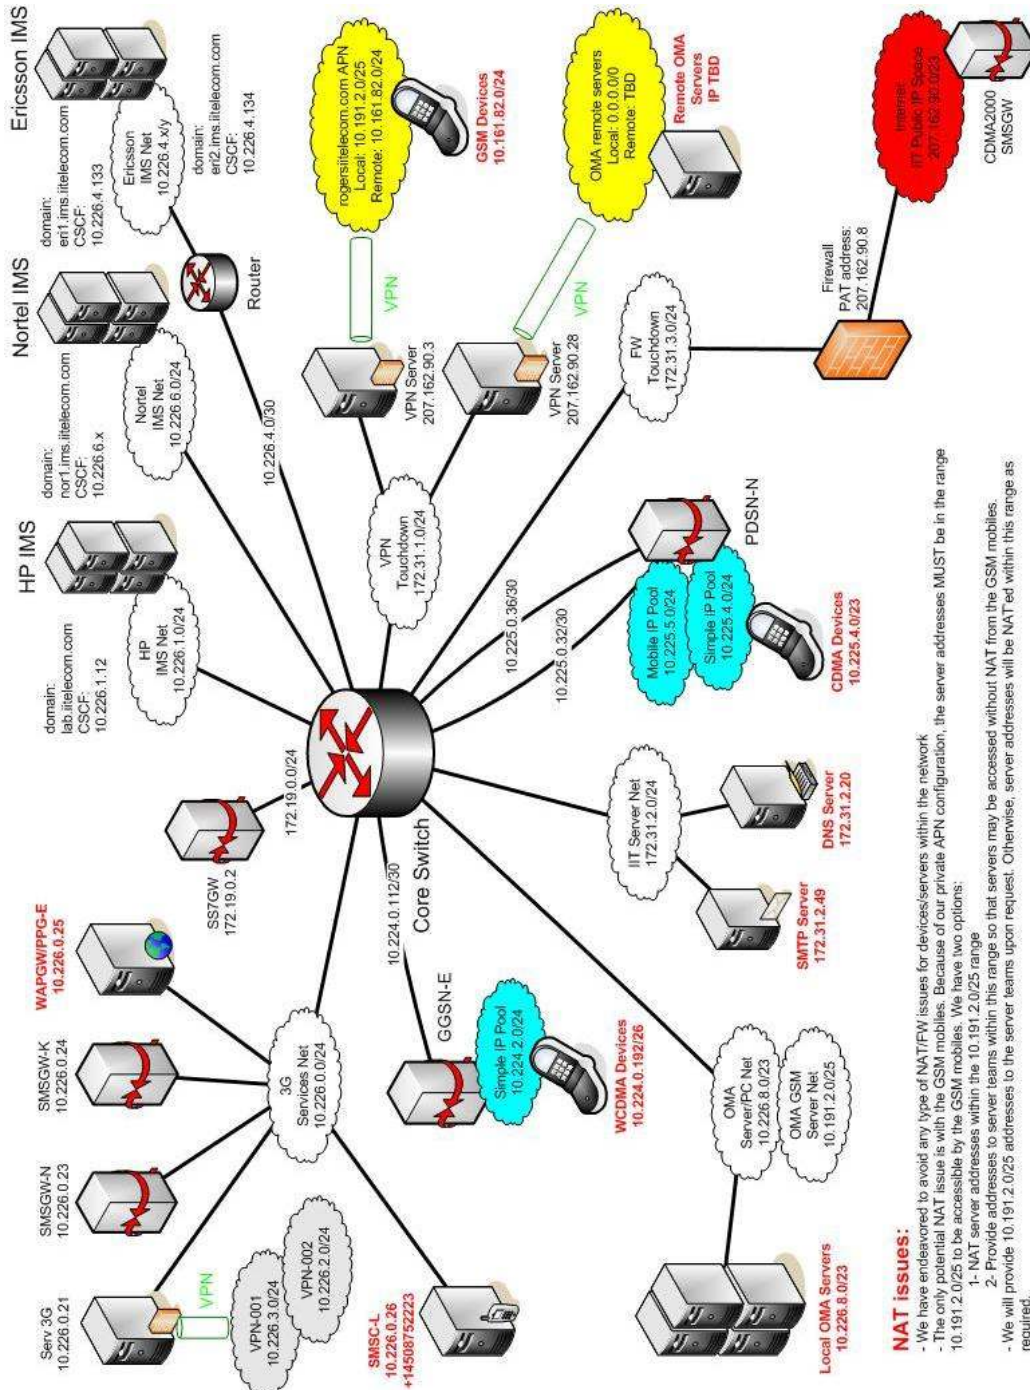 Serv 3G
10.226.0.21
VPN
VPN-001
10.226.3.0/24
VPN-002
10.226.2.0/24
SMSGW-N
10.226.0.23
SMSGW-K
10.226.0.24
WAPGW/PPG-E
10.226.0.25
SMSC-L
10.226.0.26
+14508752223
3G
Services Net
10.226.0.0/24
SS7GW
172.19.0.2
172.19.0.0/24
domain:
lab.iitelecom.com
CSCF:
10.226.1.12
HP IMS
HP
IMS Net
10.226.1.0/24
domain:
nor1.ims.iitelecom.com
CSCF:
10.226.6.x
Nortel IMS
Nortel
IMS Net
10.226.6.0/24
domain:
eri1.ims.iitelecom.com
CSCF:
10.226.4.133
Ericsson IMS
Ericsson
IMS Net
10.226.4.x/y
domain:
eri2.ims.iitelecom.com
CSCF:
10.226.4.134
Router
10.226.4.0/30
Core Switch
10.224.0.112/30
GGSN-E
Simple IP Pool
10.224.2.0/24
WCDMA Devices
10.224.0.192/26
VPN
Touchdown
172.31.1.0/24
VPN Server
207.162.90.3
VPN
rogersiitelecom.com APN
Local: 10.191.2.0/25
Remote: 10.161.82.0/24
GSM Devices
10.161.82.0/24
VPN Server
207.162.90.28
VPN
OMA remote servers
Local: 0.0.0.0/0
Remote: TBD
Remote OMA
Servers
IP TBD
FW
Touchdown
172.31.3.0/24
Firewall
PAT address:
207.162.90.8
Internet
IIT Public IP Space
207.162.90.0/23
CDMA2000
SMSGW
10.225.0.36/30
10.225.0.32/30
PDSN-N
Mobile IP Pool
10.225.5.0/24
Simple IP Pool
10.225.4.0/24
CDMA Devices
10.225.4.0/23
IIT Server Net
172.31.2.0/24
SMTP Server
172.31.2.49
DNS Server
172.31.2.20
OMA
Server/PC Net
10.226.8.0/23
OMA GSM
Server Net
10.191.2.0/25
Local OMA Servers
10.226.8.0/23
NAT issues:
- We have endeavored to avoid any type of NAT/FW issues for devices/servers within the network
- The only potential NAT issue is with the GSM mobiles. Because of our private APN configuration, the server addresses MUST be in the range
10.191.2.0/25 to be accessible by the GSM mobiles. We have two options:
1- NAT server addresses within the 10.191.2.0/25 range
2- Provide addresses to server teams within this range so that servers may be accessed without NAT from the GSM mobiles.
- We will provide 10.191.2.0/25 addresses to the server teams upon request. Otherwise, server addresses will be NAT'ed within this range as
required.